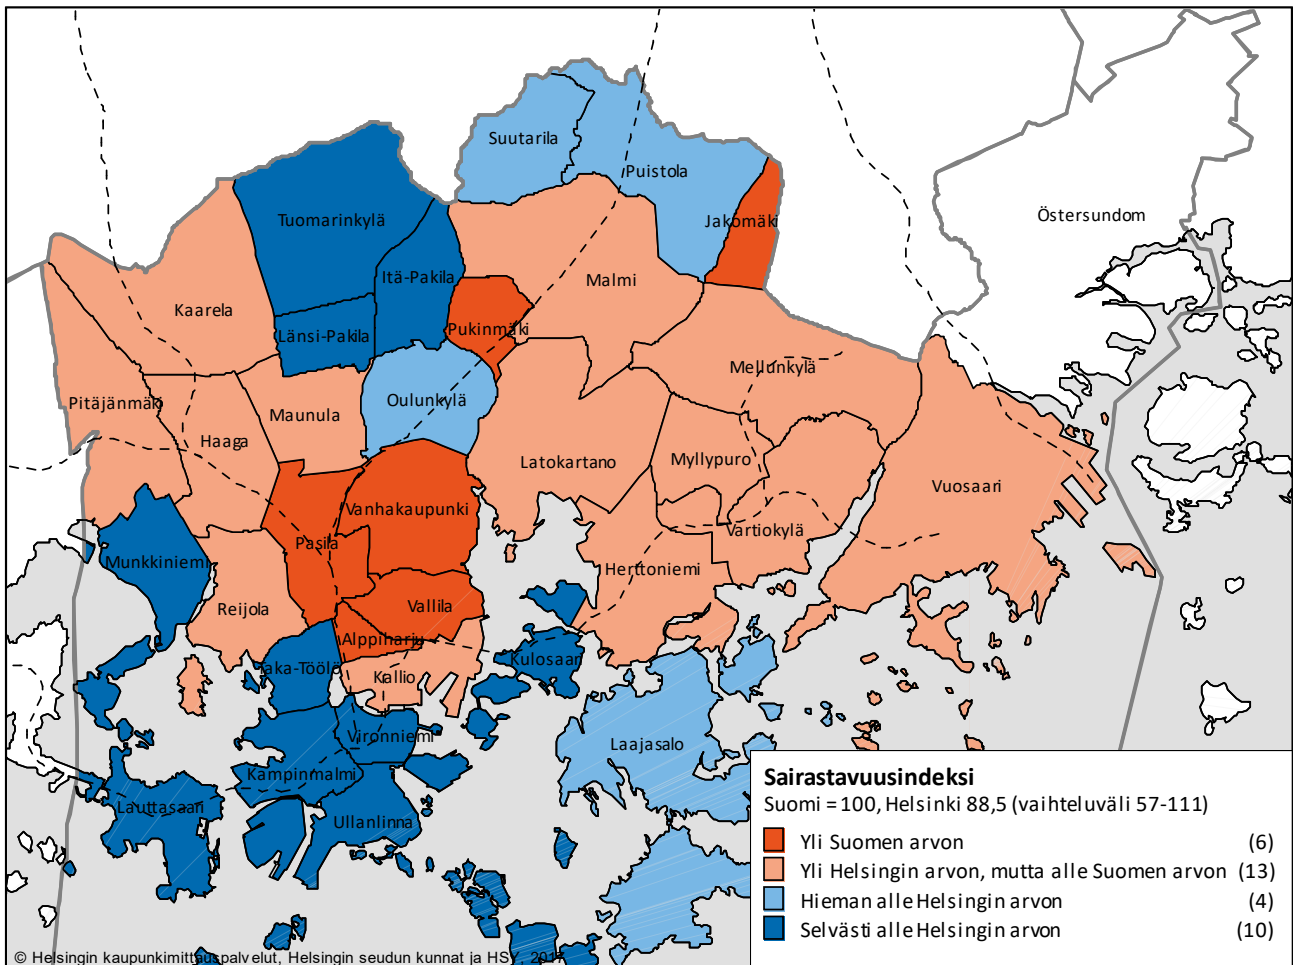 Suutarila
Puistola
Östersundom
Jakomäki
Tuomarinkylä
Itä-Pakila
Malmi
Kaarela
Länsi-Pakila
Pukinmäki
Mellunkylä
Pitäjänmäki
Oulunkylä
Maunula
Haaga
Latokartano
Myllypuro
Vuosaari
Vanhakaupunki
Vartiokylä
Pasila
Munkkiniemi
Herttoniemi
Reijola
Vallila
Alppiharju
Kulosaari
Taka-Töölö
Kallio
Vironniemi
Laajasalo
Kampinmalmi
Lauttasaari
Ullanlinna
Sairastavuusindeksi
Suomi = 100, Helsinki 88,5 (vaihteluväli 57-111)
Yli Suomen arvon (6)
Yli Helsingin arvon, mutta alle Suomen arvon (13)
Hieman alle Helsingin arvon (4)
Selvästi alle Helsingin arvon (10)
© Helsingin kaupunkimittauspalvelut, Helsingin seudun kunnat ja HSY, 2017